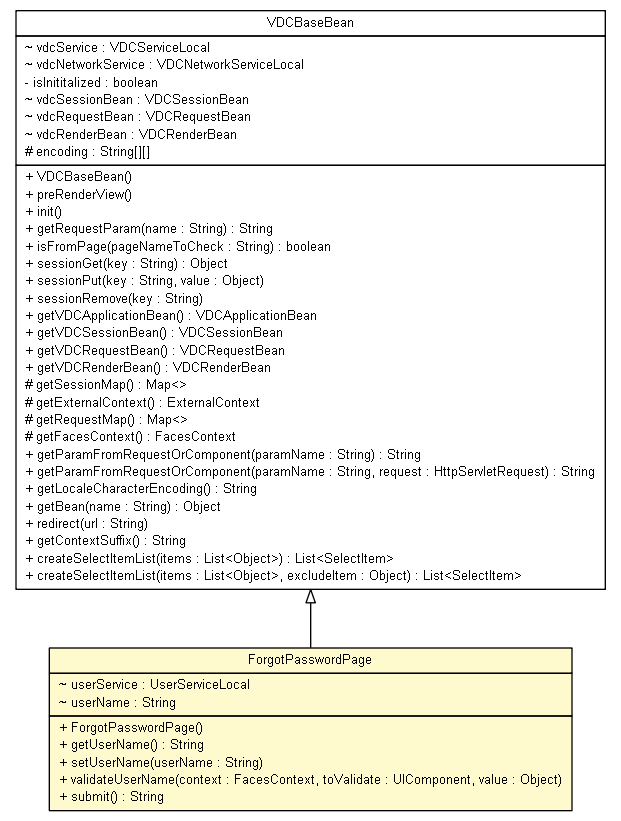 VDCBaseBean
~ vdcService : VDCServiceLocal
~ vdcNetworkService : VDCNetworkServiceLocal
- isInititalized : boolean
~ vdcSessionBean : VDCSessionBean
~ vdcRequestBean : VDCRequestBean
~ vdcRenderBean : VDCRenderBean
# encoding : String[][]
+ VDCBaseBean()
+ preRenderView()
+ init()
+ getRequestParam(name : String) : String
+ isFromPage(pageNameToCheck : String) : boolean
+ sessionGet(key : String) : Object
+ sessionPut(key : String, value : Object)
+ sessionRemove(key : String)
+ getVDCApplicationBean() : VDCApplicationBean
+ getVDCSessionBean() : VDCSessionBean
+ getVDCRequestBean() : VDCRequestBean
+ getVDCRenderBean() : VDCRenderBean
# getSessionMap() : Map<>
# getExternalContext() : ExternalContext
# getRequestMap() : Map<>
# getFacesContext() : FacesContext
+ getParamFromRequestOrComponent(paramName : String) : String
+ getParamFromRequestOrComponent(paramName : String, request : HttpServletRequest) : String
+ getLocaleCharacterEncoding() : String
+ getBean(name : String) : Object
+ redirect(url : String)
+ getContextSuffix() : String
+ createSelectItemList(items : List<Object>) : List<SelectItem>
+ createSelectItemList(items : List<Object>, excludeItem : Object) : List<SelectItem>
ForgotPasswordPage
~ userService : UserServiceLocal
~ userName : String
+ ForgotPasswordPage()
+ getUserName() : String
+ setUserName(userName : String)
+ validateUserName(context : FacesContext, toValidate : UIComponent, value : Object)
+ submit() : String